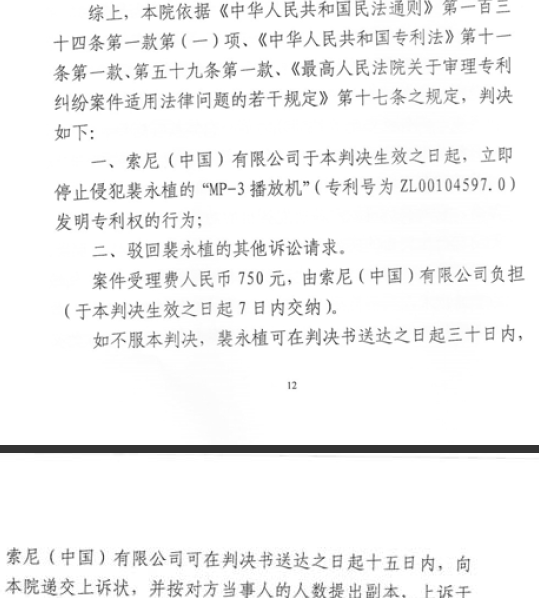 综上，本院依据《中华人民共和国民法通则》第一百三
十四条第一款第（一）项、《中华人民共和国专利法》第十一
条第一款、第五十九条第一款、《最高人民法院关于审理专利
纠纷案件适用法律问题的若干规定》第十七条之规定，判决
如下：
一、索尼（中国）有限公司于本判决生效之日起，立即
停止侵犯裴永植的“MP-3播放机”（专利号为 ZL00104597.0）
发明专利权的行为；
二、驳回裴永植的其他诉讼请求。
案件受理费人民币 750 元，由索尼（中国）有限公司负担
（于本判决生效之日起 7 日内交纳）。
如不服本判决，裴永植可在判决书送达之日起三十日内，
12
索尼（中国）有限公司可在判决书送达之日起十五日内，向
本院递交上诉状，并按对方当事人的人数提出副本，上诉于